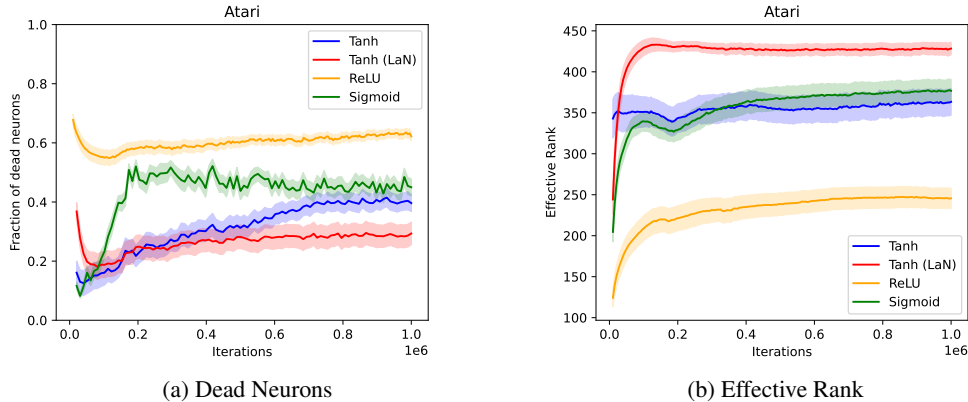 Atari
1.0
0.8
0.6
0.4
0.2
0.0
Fraction of dead neurons
Tanh
Tanh (LaN)
ReLU
Sigmoid
0.0 0.2 0.4 0.6 0.8 1.0
1e6
Iterations
(a) Dead Neurons
Atari
450
400
350
300
250
200
150
100
Effective Rank
Tanh
Tanh (LaN)
ReLU
Sigmoid
0.0 0.2 0.4 0.6 0.8 1.0
1e6
Iterations
(b) Effective Rank